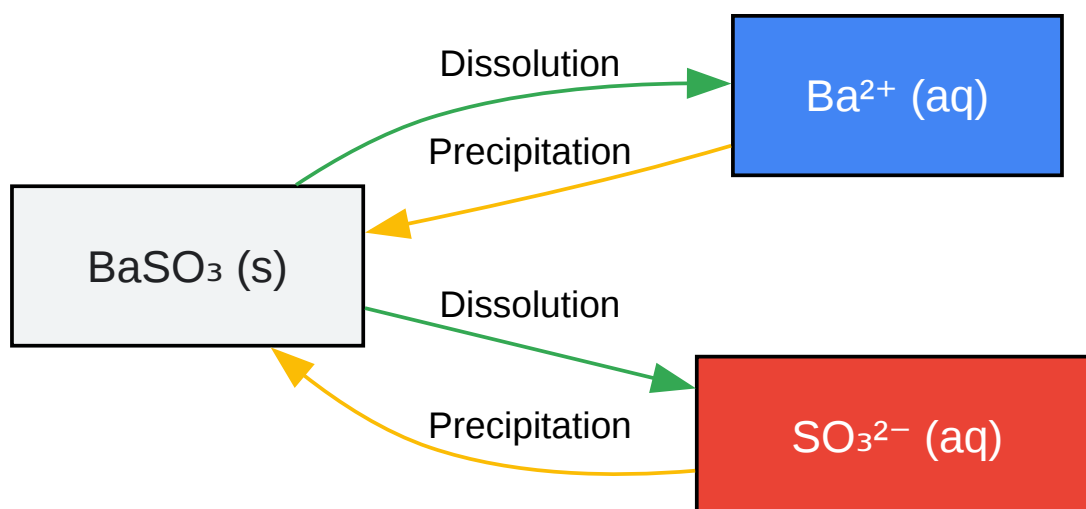 Dissolution
Ba²⁺ (aq)
Precipitation
BaSO₃ (s)
Dissolution
Precipitation
SO₃²⁻ (aq)